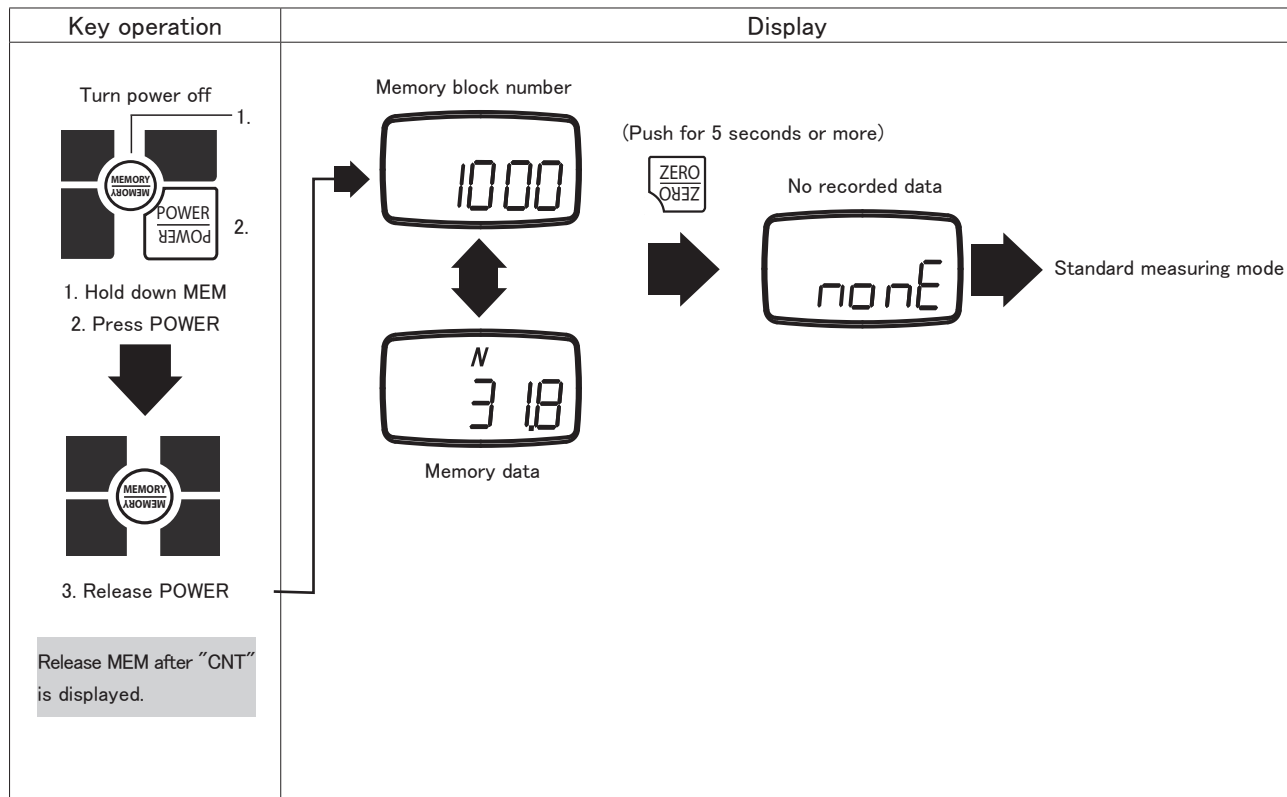 Key operation
Display
Turn power off
1.
MEMORY
MEMORY
POWER
POWER
2.
1. Hold down MEM
2. Press POWER
MEMORY
MEMORY
3. Release POWER
Release MEM after "CNT"
is displayed.
Memory block number
1000
N
31.8
Memory data
(Push for 5 seconds or more)
ZERO
ZERO
No recorded data
nonE
Standard measuring mode